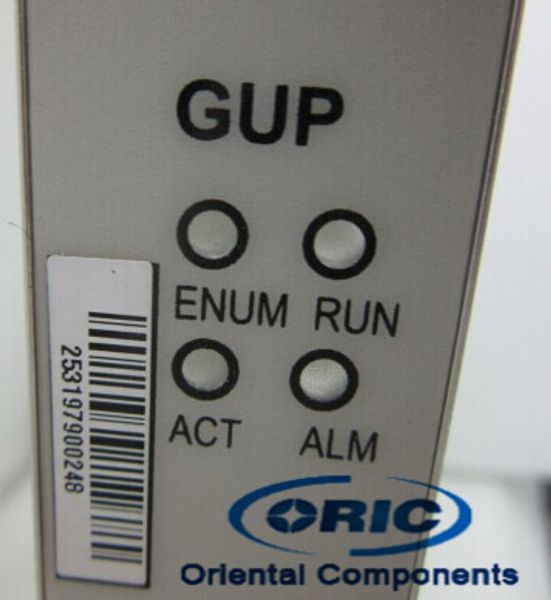 GUP
ENUM RUN
ACT ALM
253197900248
ORIC
Oriental Components